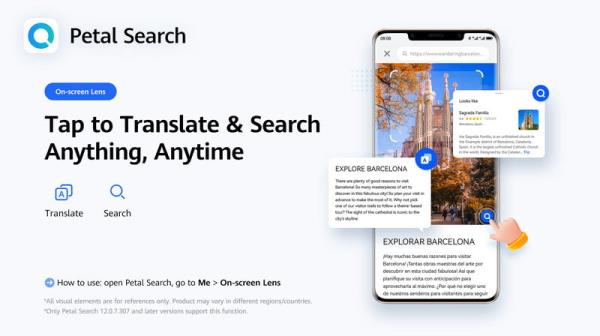 Petal Search
On-screen Lens
Tap to Translate & Search
Anything, Anytime
Translate
Search
How to use: open Petal Search, go to Me > On-screen Lens
*All visual elements are for references only. Product may vary in different regions/countries.
*Only Petal Search 12.0.7.307 and later versions support this function.
08:08
https://www.wanderingbarcelon...
Looks like
Sagrada Familia
Barcelona, Spain
the Sagrada Familia is an unfinished church in
the Eixample district of Barcelona, Catalonia,
Spain. It is the largest unfinished Catholic church
in the world. Designed by the Catalan...
EXPLORE BARCELONA
There are plenty of good reasons to visit
Barcelona! So many masterpieces of art to
discover in this fabulous city! So plan your visit in
advance to make the most of it. Why not pick
one of our visitor trails to follow a theme- based
tour? The sight of the cathedral is iconic to the
city's skyline.
EXPLORAR BARCELONA
¡Hay muchas buenas razones para visitar
Barcelona! ¡Tantas obras maestras del arte por
descubrir en esta ciudad fabulosa! Así que
planifique su visita con anticipación para
aprovecharla al máximo. ¿Por qué no elegir uno
de nuestros senderos para visitantes para seguir